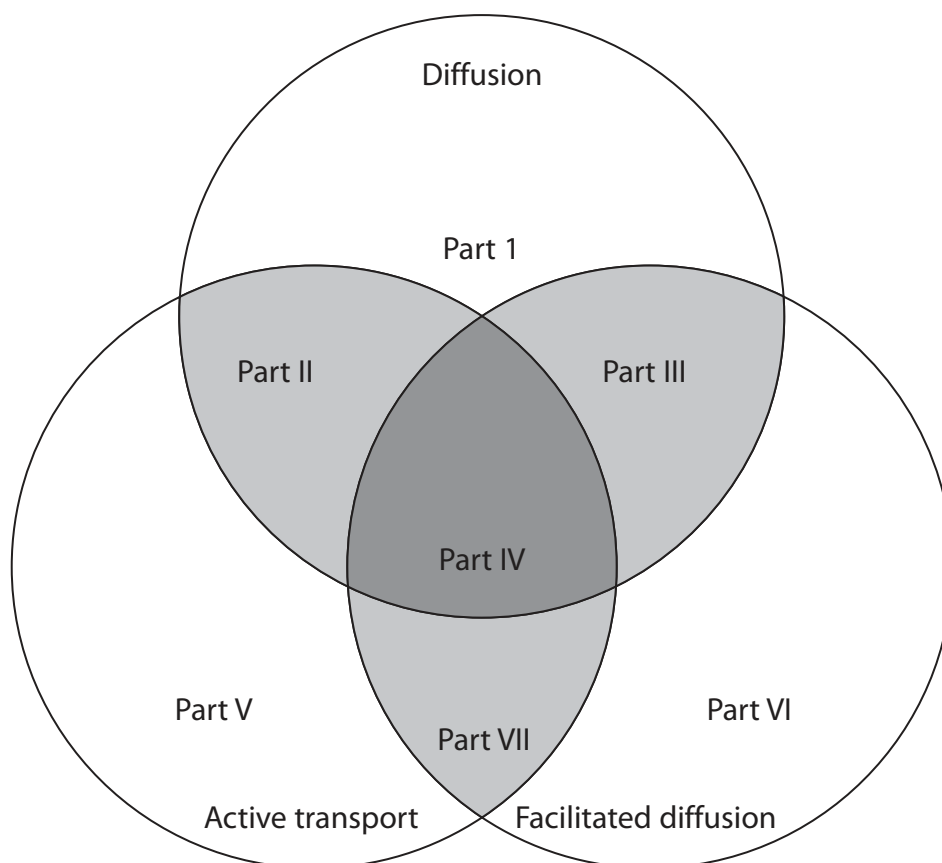 Diffusion
Part 1
Part II
Part III
Part IV
Part V
Part VI
Part VII
Active transport
Facilitated diffusion